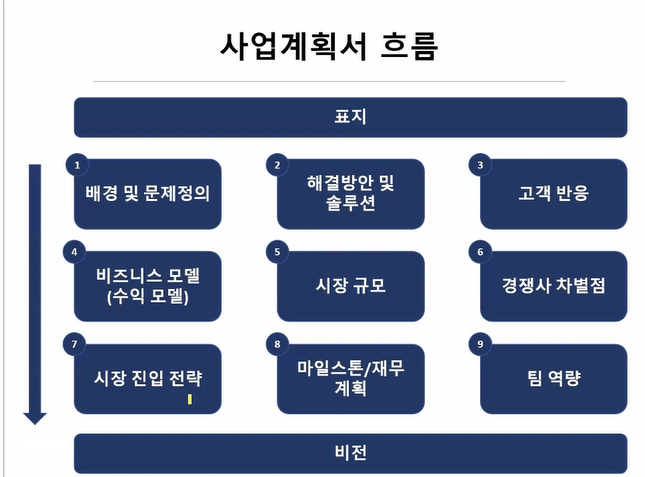 사업계획서 흐름
표지
1
배경 및 문제정의
2
해결방안 및
솔루션
3
고객 반응
4
비즈니스 모델
(수익 모델)
5
시장 규모
6
경쟁사 차별점
7
시장 진입 전략
8
마일스톤/재무
계획
9
팀 역량
비전